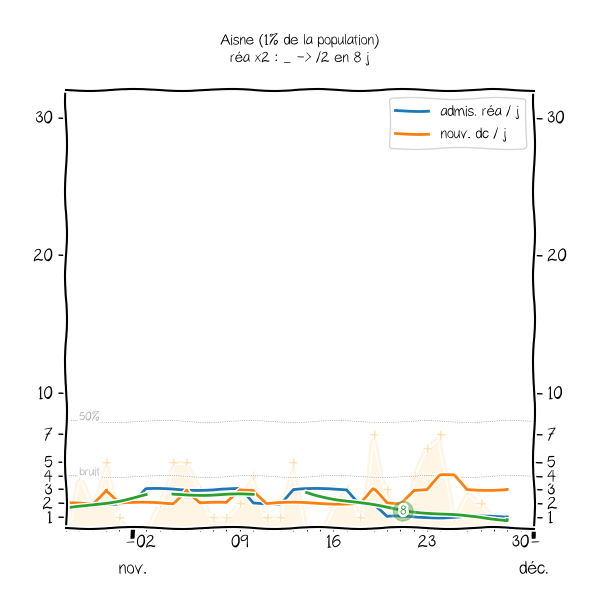 Aisne (1% de la population)
réa x2 : _ -> /2 en 8 j
admis. réa / j
nouv. dc / j
30 30
20 20
10 10
50%
7 7
5 5
bruit
4 4
3 3
2 2
1 1
8
02 09 16 23 30
nov. déc.